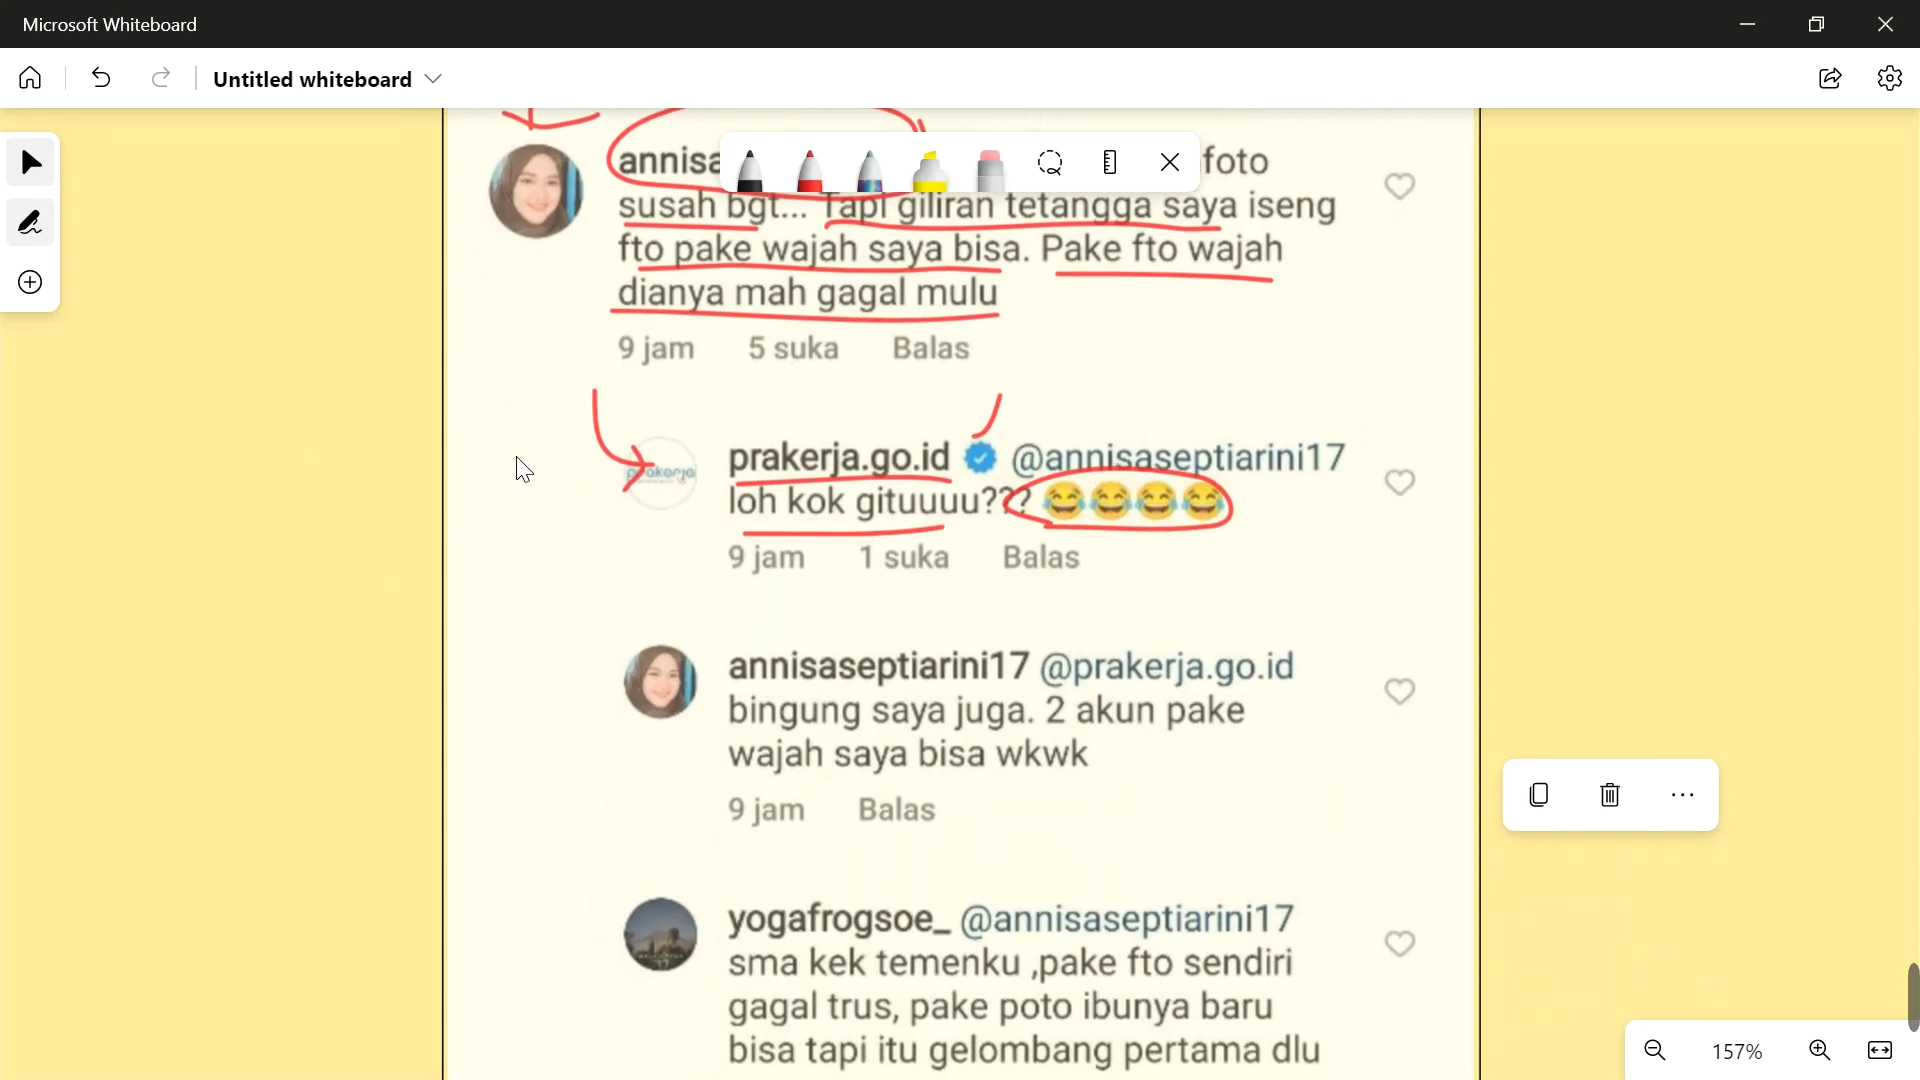 Microsoft Whiteboard
Untitled whiteboard
foto
susah bgt... Tapi giliran tetangga saya iseng
fto pake wajah saya bisa. Pake fto wajah
dianya mah gagal mulu
9 jam 5 suka Balas
prakerja
prakerja.go.id @annisaseptiarini17
loh kok gituuuu??? 😂😂😂😂
9 jam 1 suka Balas
annisaseptiarini17 @prakerja.go.id
bingung saya juga. 2 akun pake
wajah saya bisa wkwk
9 jam Balas
yogafrogsoe_ @annisaseptiarini17
sma kek temenku ,pake fto sendiri
gagal trus, pake poto ibunya baru
bisa tapi itu gelombang pertama dlu
157%